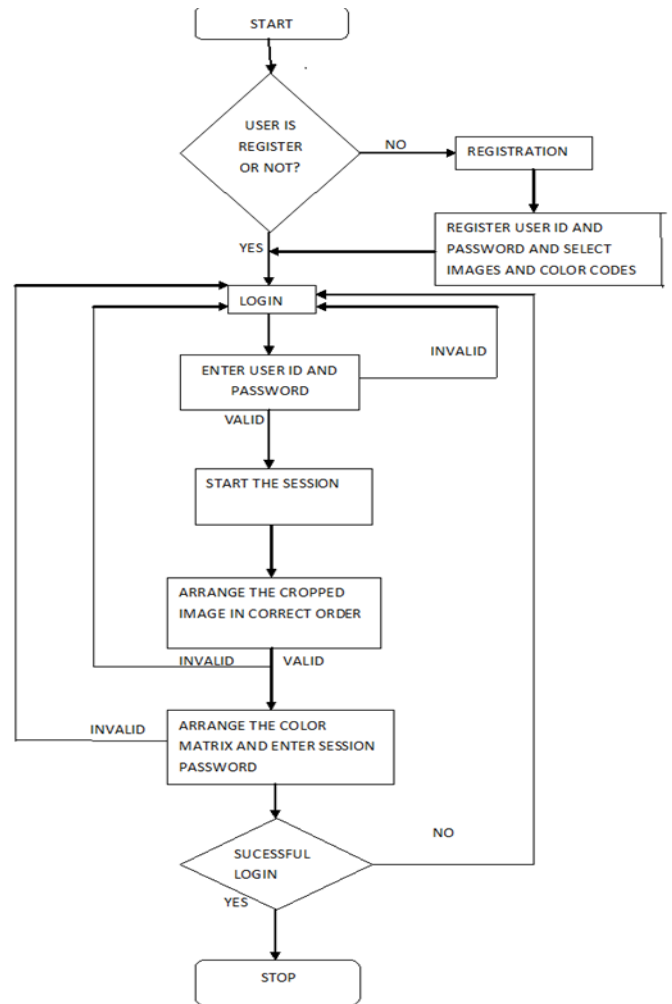 START
USER IS
REGISTER
OR NOT?
NO
REGISTRATION
REGISTER USER ID AND
PASSWORD AND SELECT
IMAGES AND COLOR CODES
YES
LOGIN
INVALID
ENTER USER ID AND
PASSWORD
VALID
START THE SESSION
ARRANGE THE CROPPED
IMAGE IN CORRECT ORDER
INVALID
VALID
INVALID
ARRANGE THE COLOR
MATRIX AND ENTER SESSION
PASSWORD
NO
SUCESSFUL
LOGIN
YES
STOP